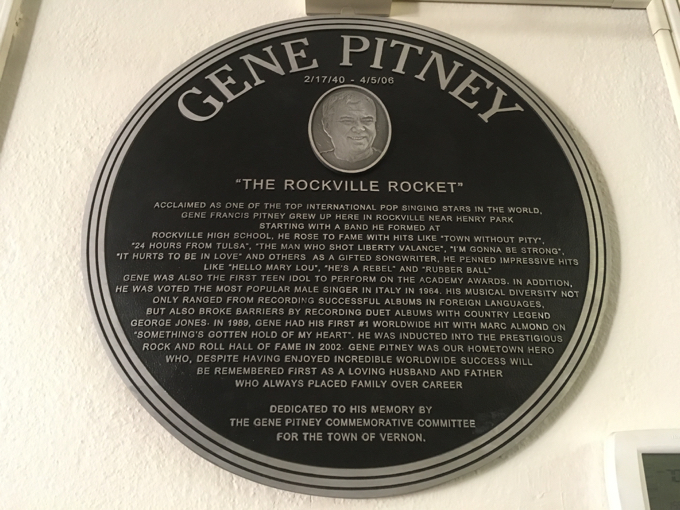 GENE PITNEY
2/17/40 - 4/5/06
"THE ROCKVILLE ROCKET"
ACCLAIMED AS ONE OF THE TOP INTERNATIONAL POP SINGING STARS IN THE WORLD,
GENE FRANCIS PITNEY GREW UP HERE IN ROCKVILLE NEAR HENRY PARK
STARTING WITH A BAND HE FORMED AT
ROCKVILLE HIGH SCHOOL, HE ROSE TO FAME WITH HITS LIKE "TOWN WITHOUT PITY",
"24 HOURS FROM TULSA", "THE MAN WHO SHOT LIBERTY VALANCE", "I'M GONNA BE STRONG",
"IT HURTS TO BE IN LOVE" AND OTHERS AS A GIFTED SONGWRITER, HE PENNED IMPRESSIVE HITS
LIKE "HELLO MARY LOU", "HE'S A REBEL" AND "RUBBER BALL"
GENE WAS ALSO THE FIRST TEEN IDOL TO PERFORM ON THE ACADEMY AWARDS. IN ADDITION,
HE WAS VOTED THE MOST POPULAR MALE SINGER IN ITALY IN 1964. HIS MUSICAL DIVERSITY NOT
ONLY RANGED FROM RECORDING SUCCESSFUL ALBUMS IN FOREIGN LANGUAGES,
BUT ALSO BROKE BARRIERS BY RECORDING DUET ALBUMS WITH COUNTRY LEGEND
GEORGE JONES. IN 1989, GENE HAD HIS FIRST #1 WORLDWIDE HIT WITH MARC ALMOND ON
"SOMETHING'S GOTTEN HOLD OF MY HEART". HE WAS INDUCTED INTO THE PRESTIGIOUS
ROCK AND ROLL HALL OF FAME IN 2002. GENE PITNEY WAS OUR HOMETOWN HERO
WHO, DESPITE HAVING ENJOYED INCREDIBLE WORLDWIDE SUCCESS WILL
BE REMEMBERED FIRST AS A LOVING HUSBAND AND FATHER
WHO ALWAYS PLACED FAMILY OVER CAREER
DEDICATED TO HIS MEMORY BY
THE GENE PITNEY COMMEMORATIVE COMMITTEE
FOR THE TOWN OF VERNON.